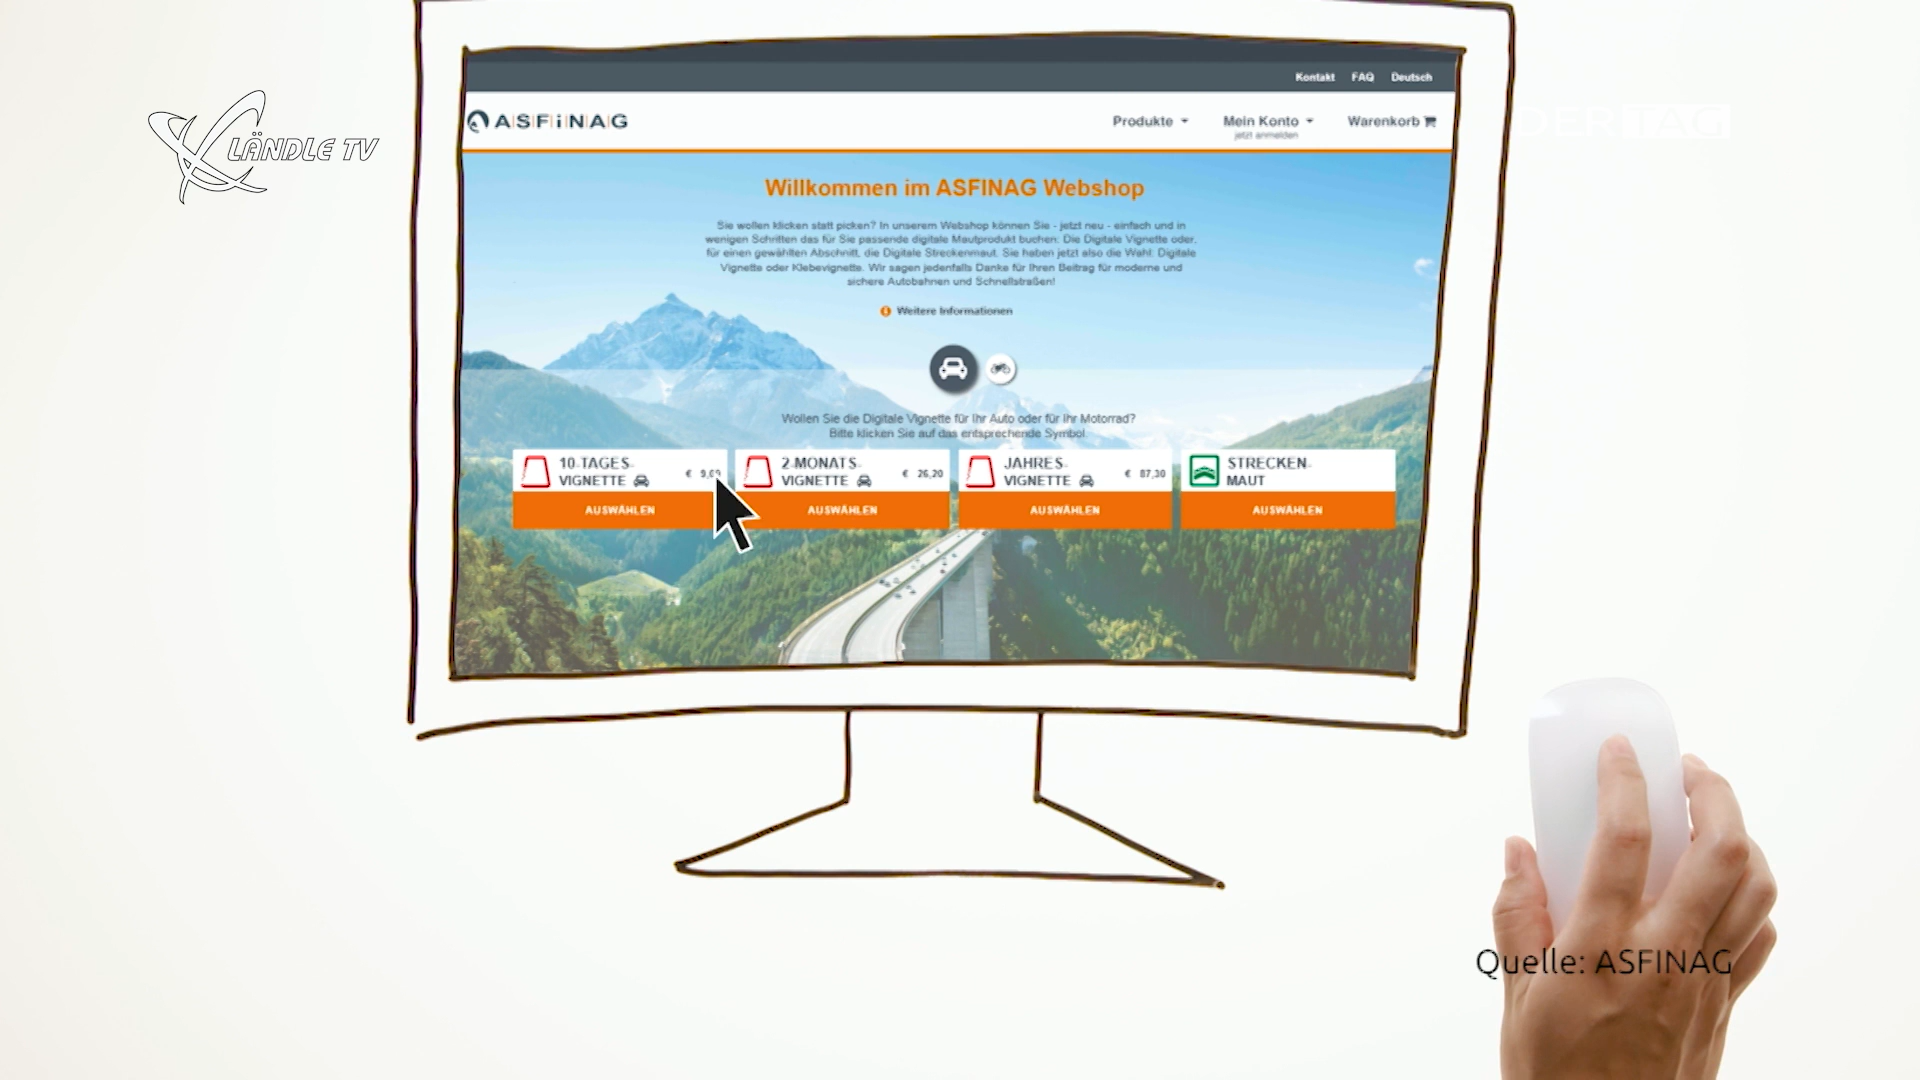 LÄNDLE TV
DER TAG
Kontakt FAQ Deutsch
ASFiNAG
Produkte Mein Konto Warenkorb
jetzt anmelden
Willkommen im ASFINAG Webshop
Sie wollen klicken statt picken? In unserem Webshop können Sie - jetzt neu - einfach und in
wenigen Schritten das für Sie passende digitale Mautprodukt buchen: Die Digitale Vignette oder,
für einen gewählten Abschnitt, die Digitale Streckenmaut. Sie haben jetzt also die Wahl: Digitale
Vignette oder Klebevignette. Wir sagen jedenfalls Danke für Ihren Beitrag für moderne und
sichere Autobahnen und Schnellstraßen!
Weitere Informationen
Wollen Sie die Digitale Vignette für Ihr Auto oder für Ihr Motorrad?
Bitte klicken Sie auf das entsprechende Symbol.
10-TAGES-
VIGNETTE €
AUSWÄHLEN
2-MONATS-
VIGNETTE € 26,20
AUSWÄHLEN
JAHRES-
VIGNETTE € 87,30
AUSWÄHLEN
STRECKEN-
MAUT
AUSWÄHLEN
Quelle: ASFINAG